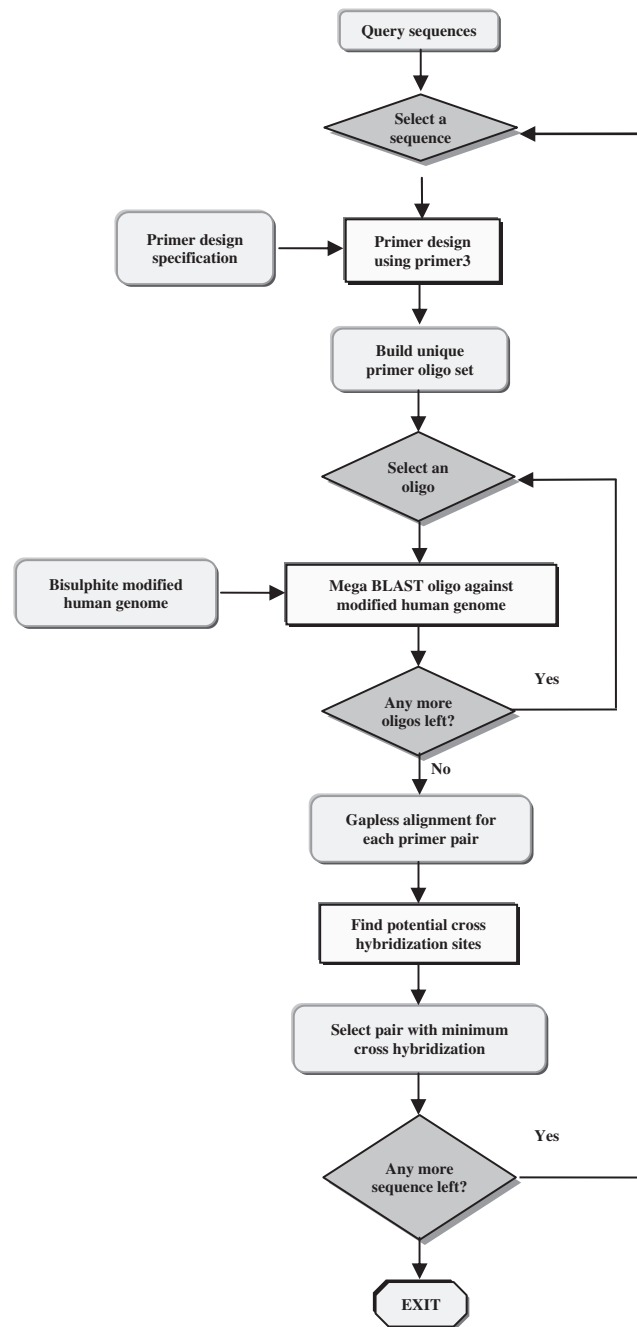 Query sequences
Select a
sequence
Primer design
specification
Primer design
using primer3
Build unique
primer oligo set
Select an
oligo
Bisulphite modified
human genome
Mega BLAST oligo against
modified human genome
Yes
Any more
oligos left?
No
Gapless alignment for
each primer pair
Find potential cross
hybridization sites
Select pair with minimum
cross hybridization
Yes
Any more
sequence left?
EXIT